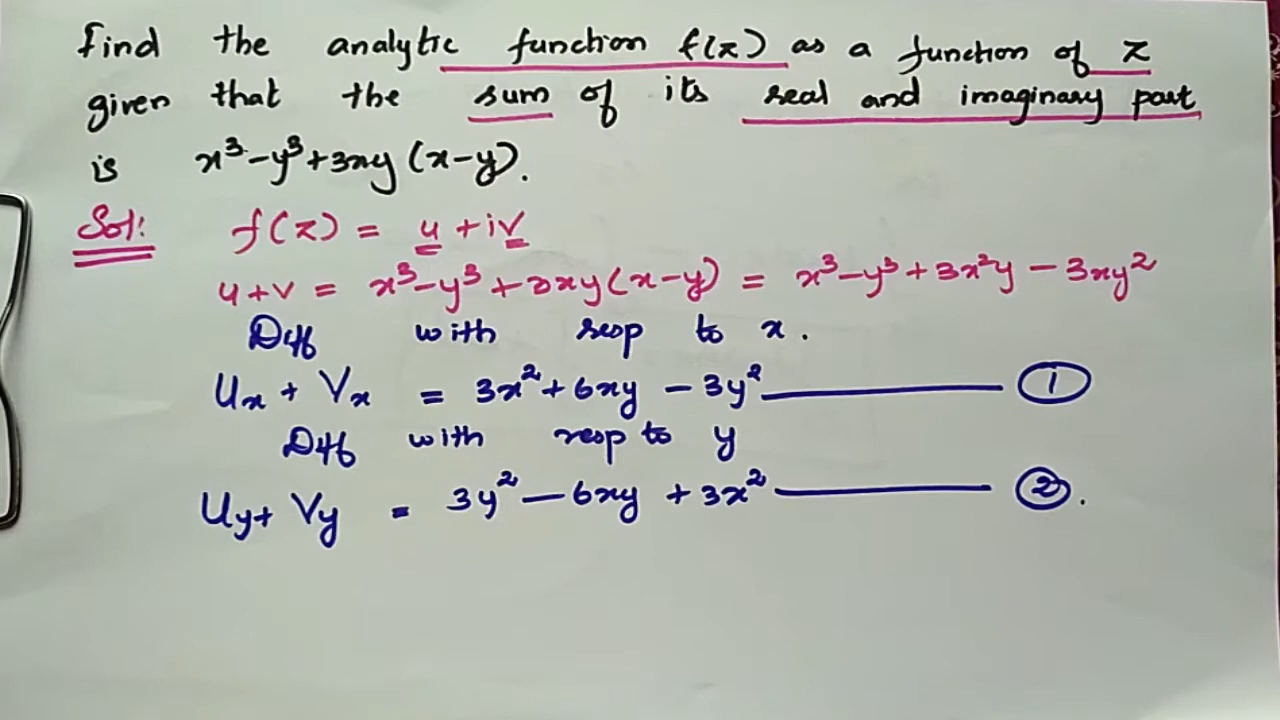 Find the analytic function f(z) as a function of z
given that the sum of its real and imaginary part
is x³-y³+3xy (x-y).
Sol: f(z) = u + iv
u+v = x³-y³+3xy(x-y) = x³-y³+3x²y-3xy²
Diff with resp to x.
Ux + Vx = 3x²+6xy-3y² ——— ①
Diff with resp to y
Uy+ Vy = 3y²-6xy+3x² ——— ②.